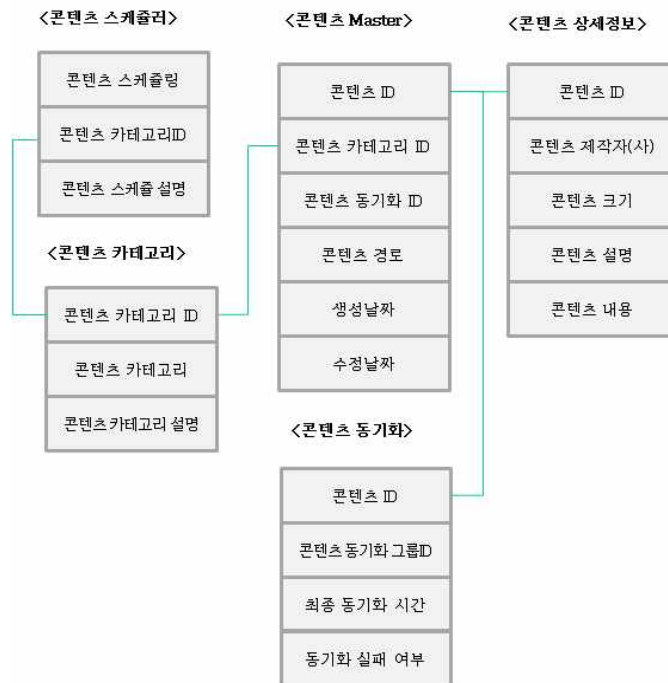 <콘텐츠 스케쥴러>
콘텐츠 스케쥴링
콘텐츠 카테고리ID
콘텐츠 스케쥴 설명
<콘텐츠 카테고리>
콘텐츠 카테고리 ID
콘텐츠 카테고리
콘텐츠카테고리 설명
<콘텐츠 Master>
콘텐츠 ID
콘텐츠 카테고리 ID
콘텐츠 동기화 ID
콘텐츠 경로
생성날짜
수정날짜
<콘텐츠 동기화>
콘텐츠 ID
콘텐츠동기화그룹ID
최종 동기화 시간
동기화 실패 여부
<콘텐츠 상세정보>
콘텐츠 ID
콘텐츠 제작자(사)
콘텐츠 크기
콘텐츠 설명
콘텐츠 내용